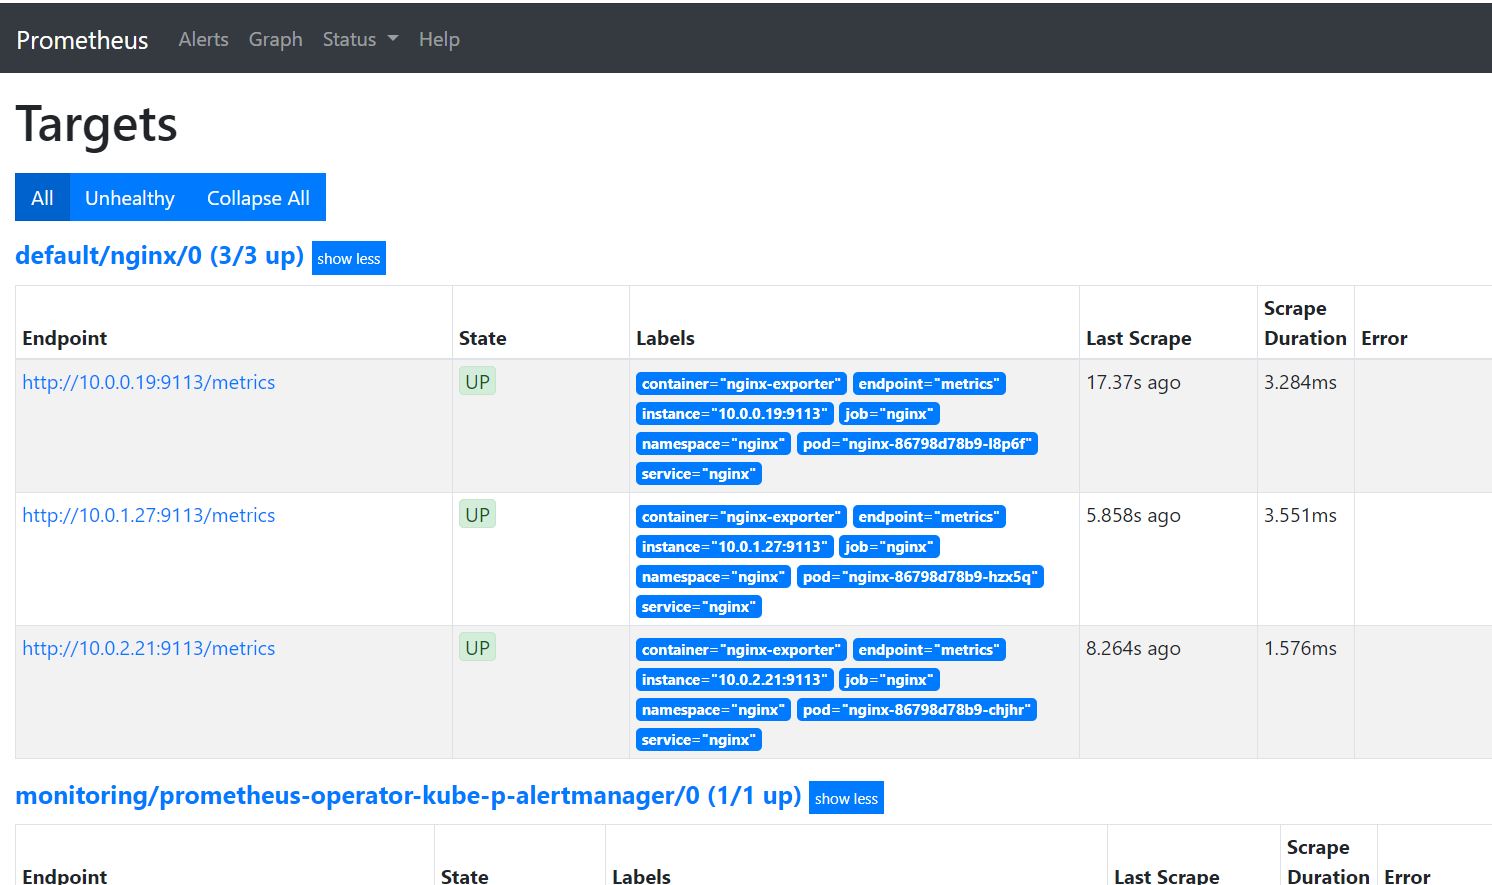 Prometheus Alerts Graph Status Help
Targets
All Unhealthy Collapse All
default/nginx/0 (3/3 up) show less
Endpoint State Labels Last Scrape Scrape Duration Error
http://10.0.0.19:9113/metrics UP container="nginx-exporter" endpoint="metrics" 17.37s ago 3.284ms
instance="10.0.0.19:9113" job="nginx"
namespace="nginx" pod="nginx-86798d78b9-l8p6f"
service="nginx"
http://10.0.1.27:9113/metrics UP container="nginx-exporter" endpoint="metrics" 5.858s ago 3.551ms
instance="10.0.1.27:9113" job="nginx"
namespace="nginx" pod="nginx-86798d78b9-hzx5q"
service="nginx"
http://10.0.2.21:9113/metrics UP container="nginx-exporter" endpoint="metrics" 8.264s ago 1.576ms
instance="10.0.2.21:9113" job="nginx"
namespace="nginx" pod="nginx-86798d78b9-chjhr"
service="nginx"
monitoring/prometheus-operator-kube-p-alertmanager/0 (1/1 up) show less
Endpoint State Labels Last Scrape Scrape Duration Error